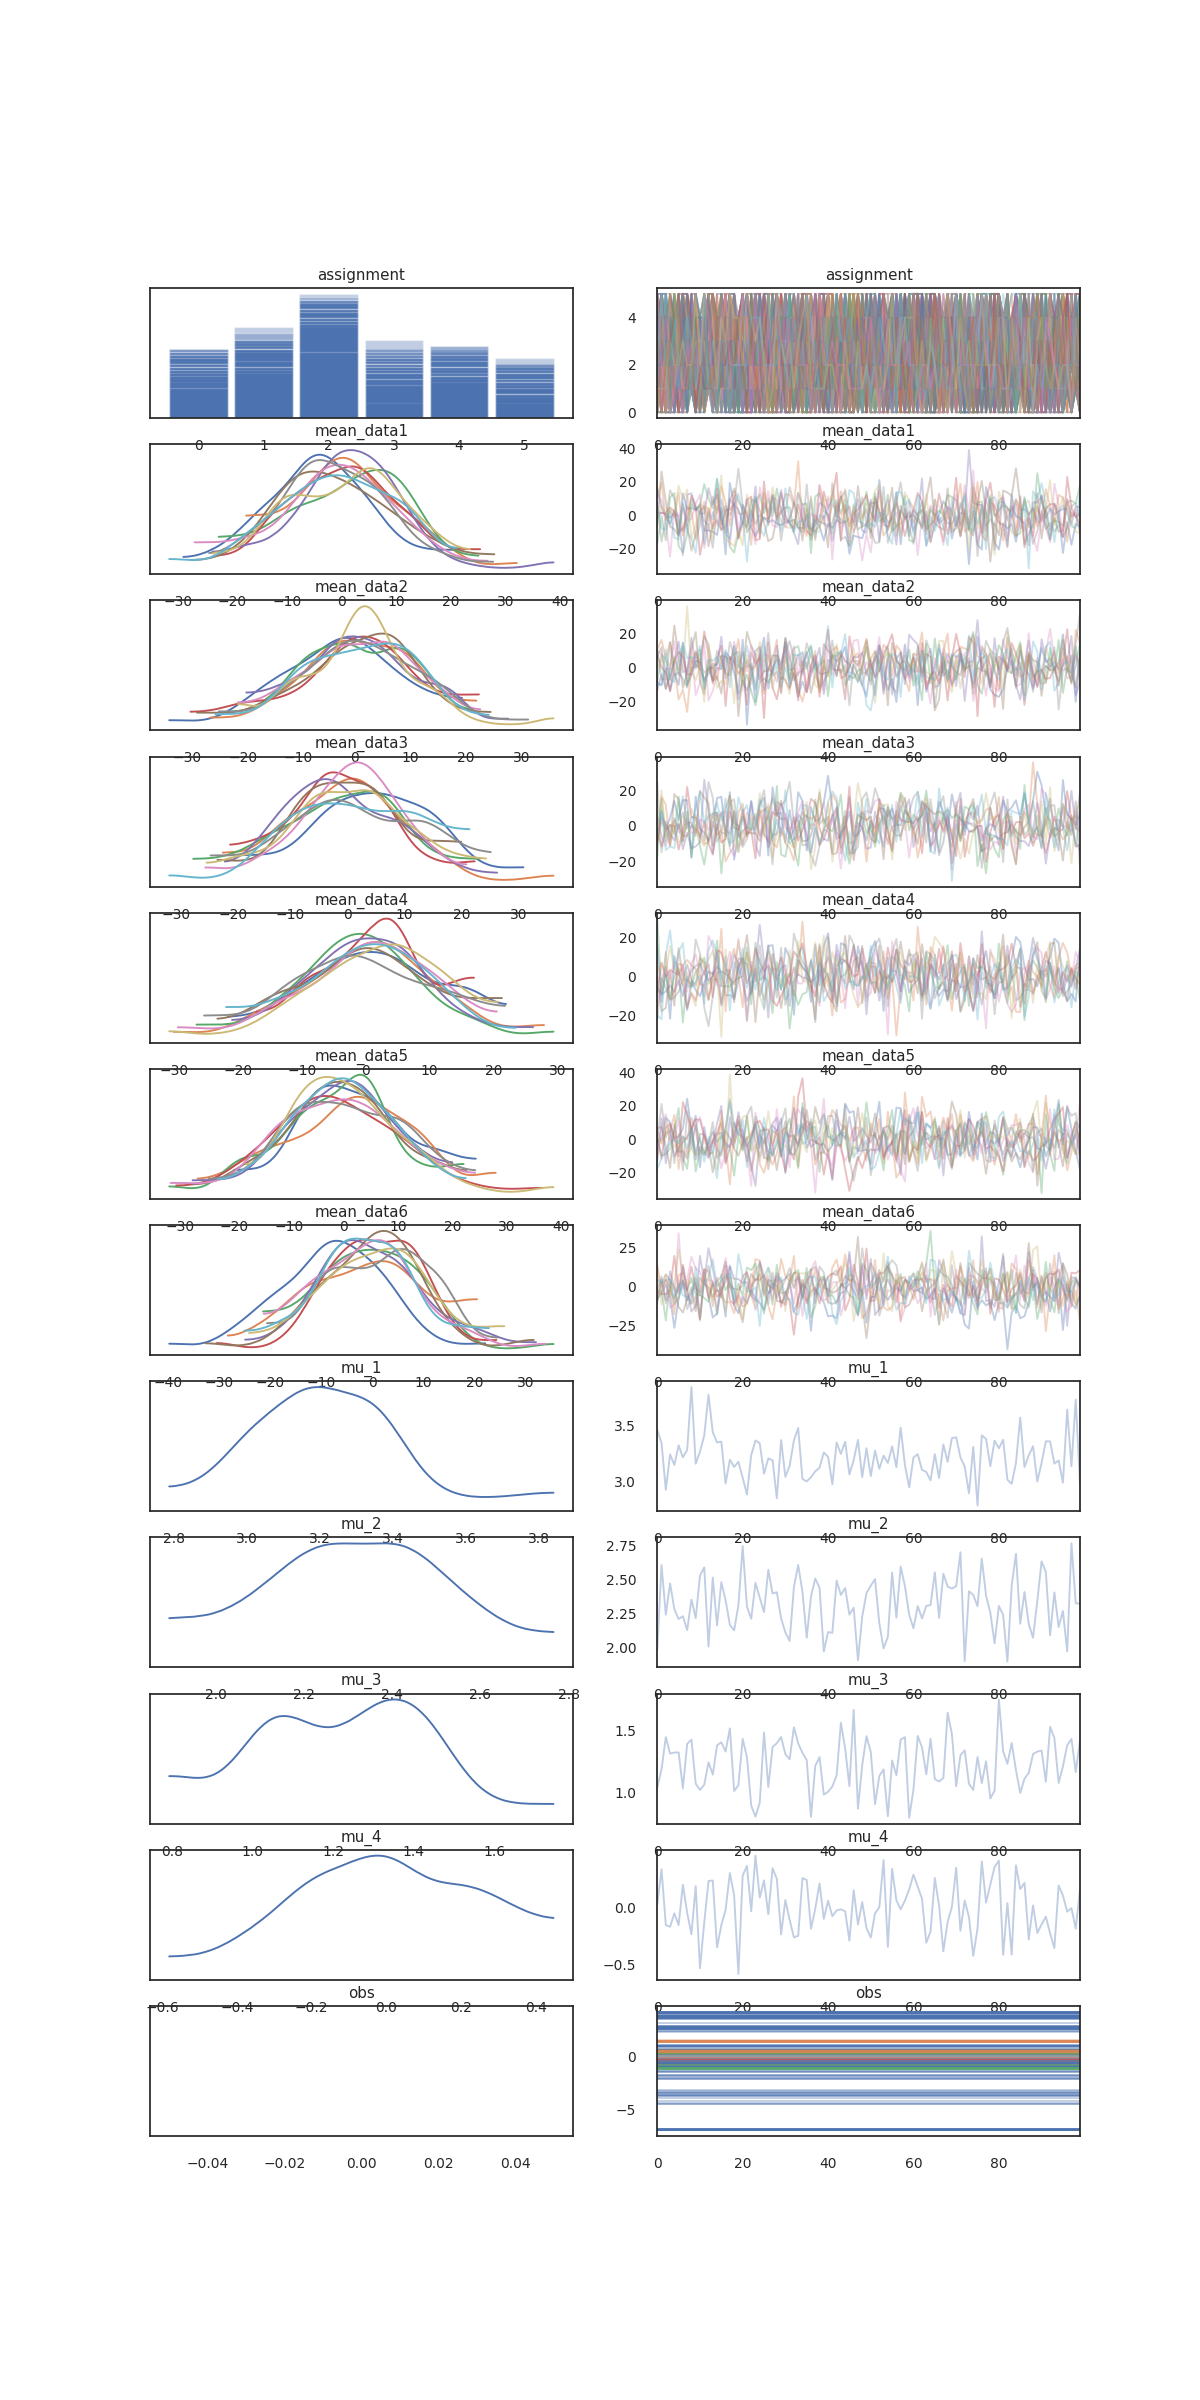 assignment assignment
4
2
0
0 1 2 3 4 5 0 20 40 60 80
mean_data1 mean_data1
40
20
0
−20
−30 −20 −10 0 10 20 30 40 0 20 40 60 80
mean_data2 mean_data2
20
0
−20
−30 −20 −10 0 10 20 30 0 20 40 60 80
mean_data3 mean_data3
20
0
−20
−30 −20 −10 0 10 20 30 0 20 40 60 80
mean_data4 mean_data4
20
0
−20
−30 −20 −10 0 10 20 30 0 20 40 60 80
mean_data5 mean_data5
40
20
0
−20
−30 −20 −10 0 10 20 30 40 0 20 40 60 80
mean_data6 mean_data6
25
0
−25
−40 −30 −20 −10 0 10 20 30 0 20 40 60 80
mu_1 mu_1
3.5
3.0
2.8 3.0 3.2 3.4 3.6 3.8 0 20 40 60 80
mu_2 mu_2
2.75
2.50
2.25
2.00
2.0 2.2 2.4 2.6 2.8 0 20 40 60 80
mu_3 mu_3
1.5
1.0
0.8 1.0 1.2 1.4 1.6 0 20 40 60 80
mu_4 mu_4
0.0
−0.5
−0.6 −0.4 −0.2 0.0 0.2 0.4 0 20 40 60 80
obs obs
0
−5
−0.04 −0.02 0.00 0.02 0.04 0 20 40 60 80